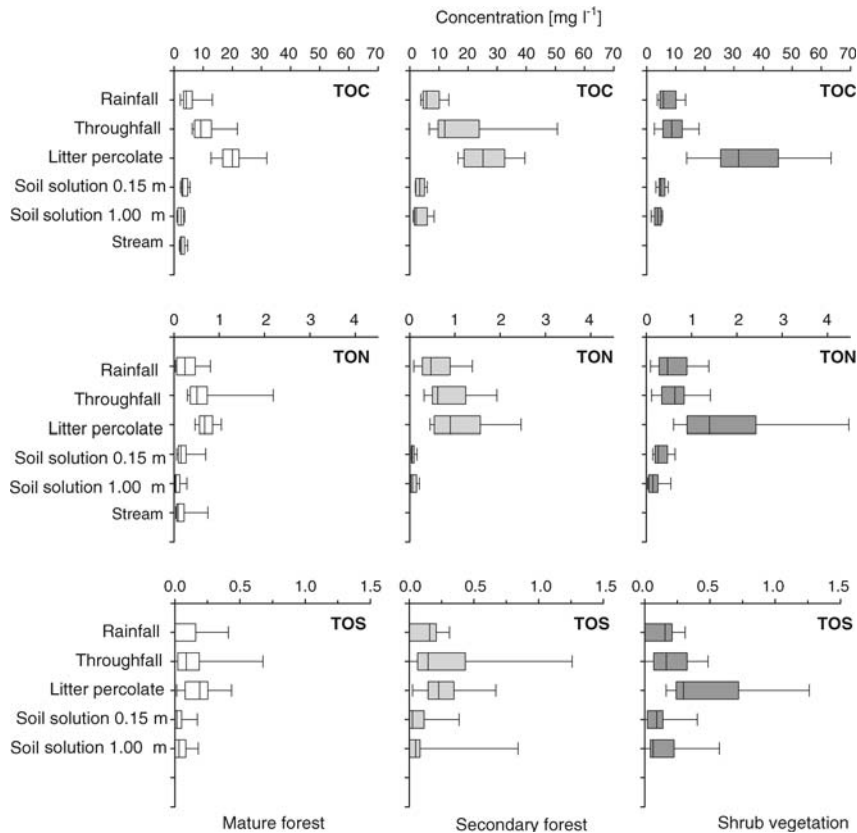 Concentration [mg l⁻¹]
0 10 20 30 40 50 60 70
0 10 20 30 40 50 60 70
0 10 20 30 40 50 60 70
TOC
TOC
TOC
Rainfall
Throughfall
Litter percolate
Soil solution 0.15 m
Soil solution 1.00 m
Stream
0 1 2 3 4
0 1 2 3 4
0 1 2 3 4
TON
TON
TON
Rainfall
Throughfall
Litter percolate
Soil solution 0.15 m
Soil solution 1.00 m
Stream
0.0 0.5 1.0 1.5
0.0 0.5 1.0 1.5
0.0 0.5 1.0 1.5
TOS
TOS
TOS
Rainfall
Throughfall
Litter percolate
Soil solution 0.15 m
Soil solution 1.00 m
Mature forest
Secondary forest
Shrub vegetation